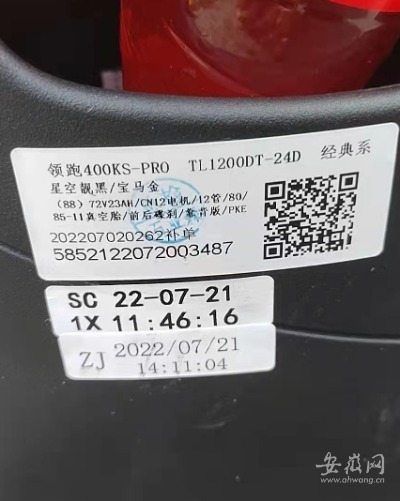 领跑400KS-PRO TL1200DT-24D 经典系
星空靓黑/宝马金
(88) 72V23AH/CN12电机/12管/80/
85-11真空胎/前后碟刹/靠背版/PKE
202207020262补单
58521220720Q3487
SC 22-07-21
1X 11:46:16
ZJ 2022/07/21
14:11:04
安徽网
ahwang.cn